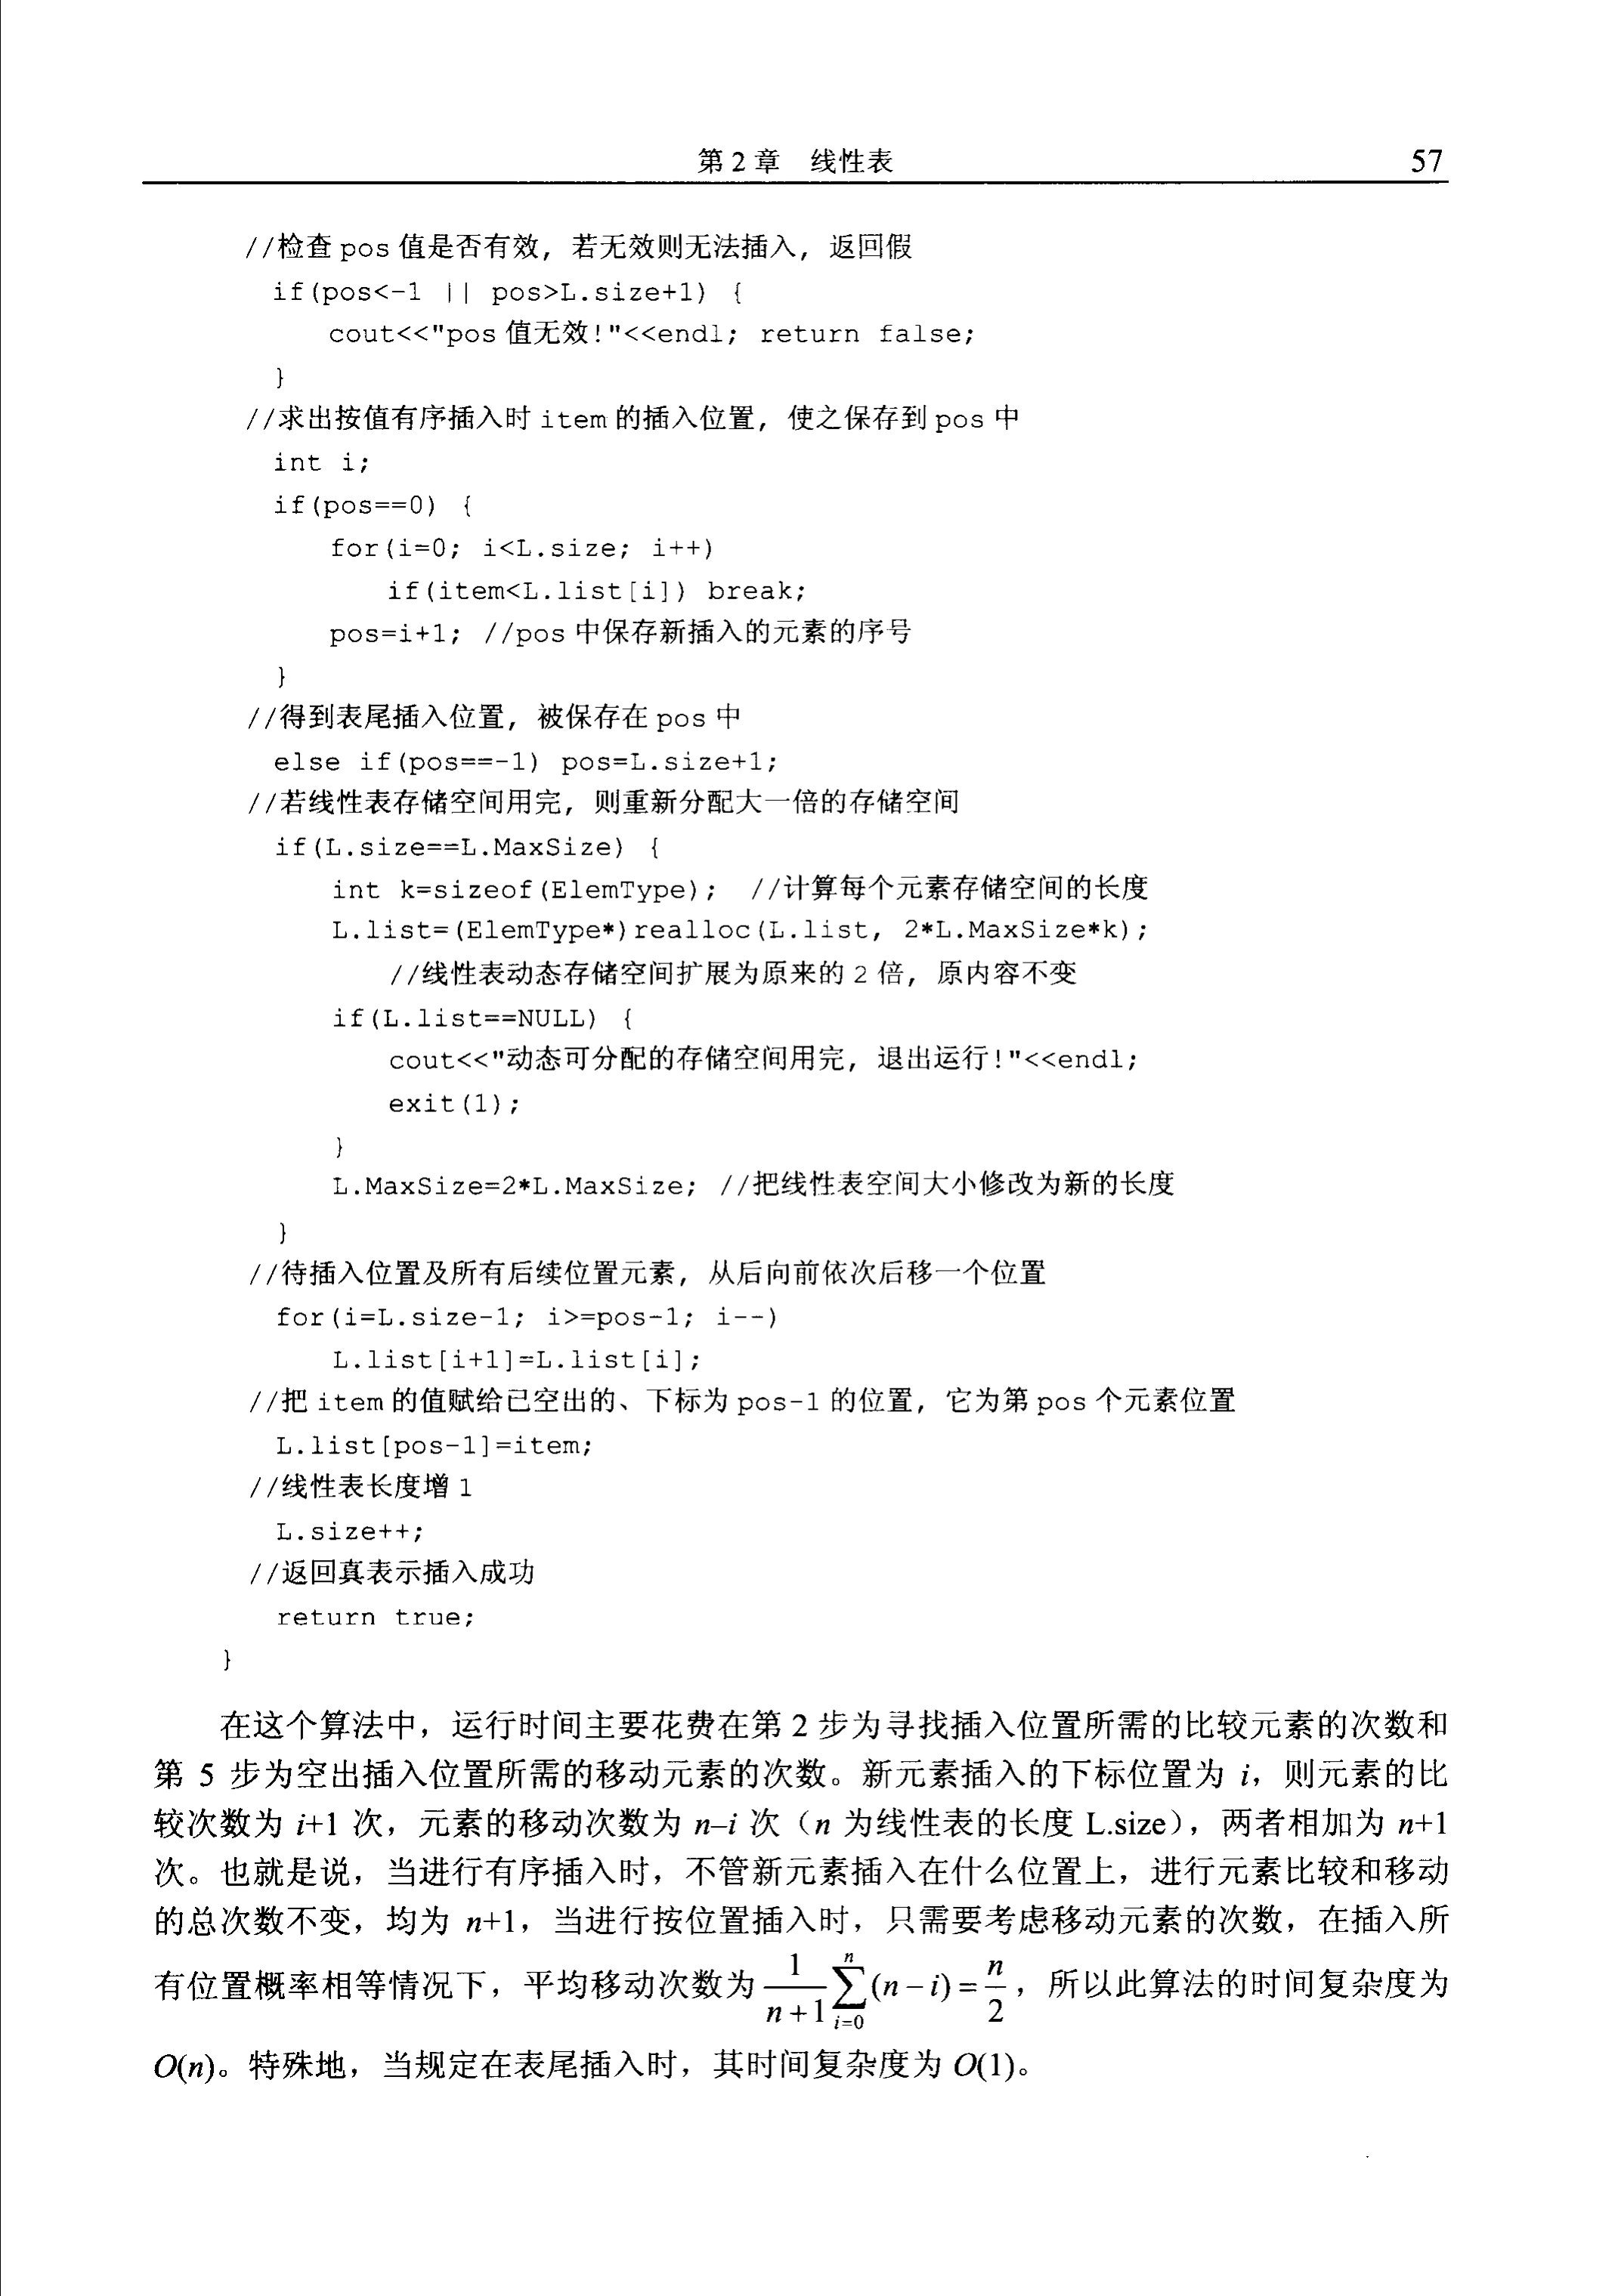 第 2 章　线性表
57
//检查 pos 值是否有效，若无效则无法插入，返回假
if(pos<-1 || pos>L.size+1) {
cout<<"pos 值无效!"<<endl; return false;
}
//求出按值有序插入时 item 的插入位置，使之保存到 pos 中
int i;
if(pos==0) {
for(i=0; i<L.size; i++)
if(item<L.list[i]) break;
pos=i+1; //pos 中保存新插入的元素的序号
}
//得到表尾插入位置，被保存在 pos 中
else if(pos==-1) pos=L.size+1;
//若线性表存储空间用完，则重新分配大一倍的存储空间
if(L.size==L.MaxSize) {
int k=sizeof(ElemType); //计算每个元素存储空间的长度
L.list=(ElemType*)realloc(L.list, 2*L.MaxSize*k);
//线性表动态存储空间扩展为原来的 2 倍，原内容不变
if(L.list==NULL) {
cout<<"动态可分配的存储空间用完，退出运行!"<<endl;
exit(1);
}
L.MaxSize=2*L.MaxSize; //把线性表空间大小修改为新的长度
}
//待插入位置及所有后续位置元素，从后向前依次后移一个位置
for(i=L.size-1; i>=pos-1; i--)
L.list[i+1]=L.list[i];
//把 item 的值赋给已空出的、下标为 pos-1 的位置，它为第 pos 个元素位置
L.list[pos-1]=item;
//线性表长度增 1
L.size++;
//返回真表示插入成功
return true;
}
在这个算法中，运行时间主要花费在第 2 步为寻找插入位置所需的比较元素的次数和
第 5 步为空出插入位置所需的移动元素的次数。新元素插入的下标位置为 i，则元素的比
较次数为 i+1 次，元素的移动次数为 n–i 次（n 为线性表的长度 L.size），两者相加为 n+1
次。也就是说，当进行有序插入时，不管新元素插入在什么位置上，进行元素比较和移动
的总次数不变，均为 n+1，当进行按位置插入时，只需要考虑移动元素的次数，在插入所
有位置概率相等情况下，平均移动次数为 $\frac{1}{n+1}\sum_{i=0}^{n}(n-i)=\frac{n}{2}$，所以此算法的时间复杂度为
O(n)。特殊地，当规定在表尾插入时，其时间复杂度为 O(1)。